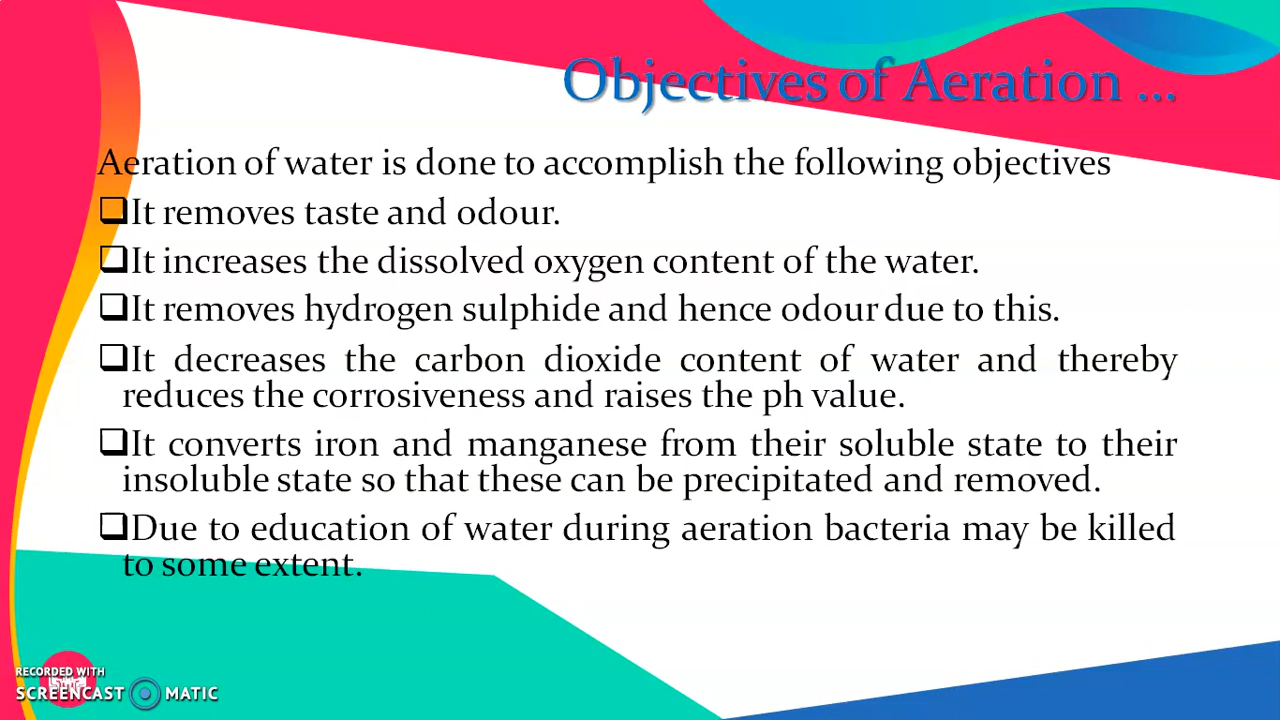 Objectives of Aeration ...
Aeration of water is done to accomplish the following objectives
❑It removes taste and odour.
❑It increases the dissolved oxygen content of the water.
❑It removes hydrogen sulphide and hence odour due to this.
❑It decreases the carbon dioxide content of water and thereby
reduces the corrosiveness and raises the ph value.
❑It converts iron and manganese from their soluble state to their
insoluble state so that these can be precipitated and removed.
❑Due to education of water during aeration bacteria may be killed
to some extent.
RECORDED WITH
SCREENCAST MATIC